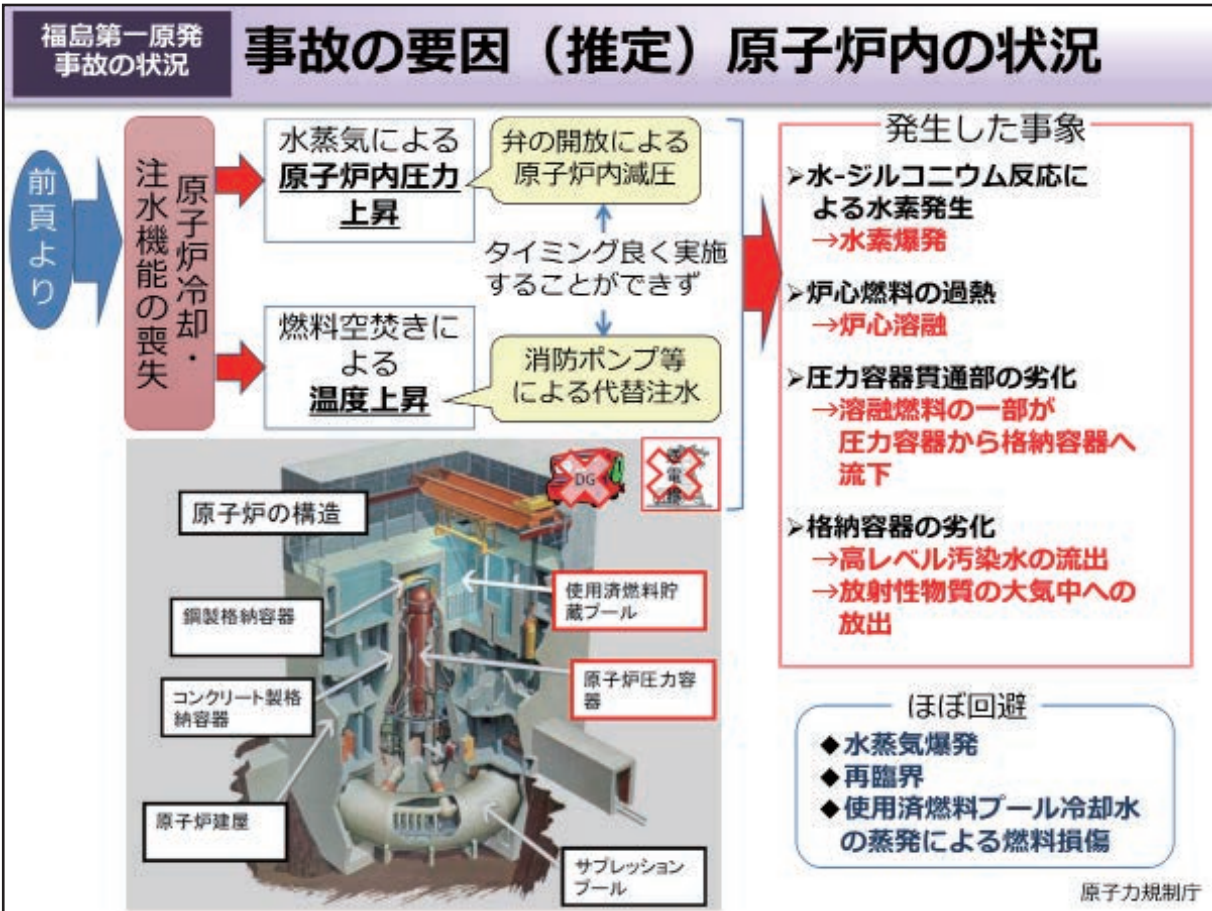 福島第一原発
事故の状況
事故の要因（推定）原子炉内の状況
前頁より
原子炉冷却・
注水機能の喪失
水蒸気による
原子炉内圧力
上昇
弁の開放による
原子炉内減圧
タイミング良く実施
することができず
燃料空焚きに
よる
温度上昇
消防ポンプ等
による代替注水
発生した事象
➢水-ジルコニウム反応に
よる水素発生
→水素爆発
➢炉心燃料の過熱
→炉心溶融
➢圧力容器貫通部の劣化
→溶融燃料の一部が
圧力容器から格納容器へ
流下
➢格納容器の劣化
→高レベル汚染水の流出
→放射性物質の大気中への
放出
DG
電
原子炉の構造
鋼製格納容器
コンクリート製格
納容器
原子炉建屋
使用済燃料貯
蔵プール
原子炉圧力容
器
サプレッション
プール
ほぼ回避
◆水蒸気爆発
◆再臨界
◆使用済燃料プール冷却水
の蒸発による燃料損傷
原子力規制庁